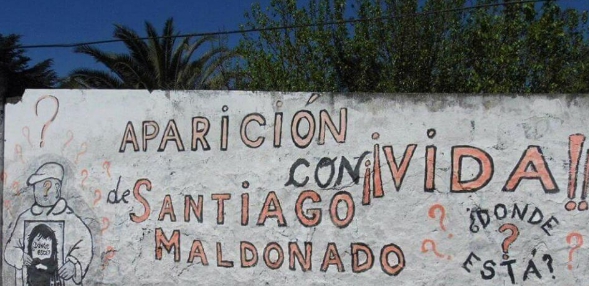 APARICIÓN
CON ¡¡VIDA!!
de SANTIAGO
MALDONADO
¿DONDE
?
ESTÁ?